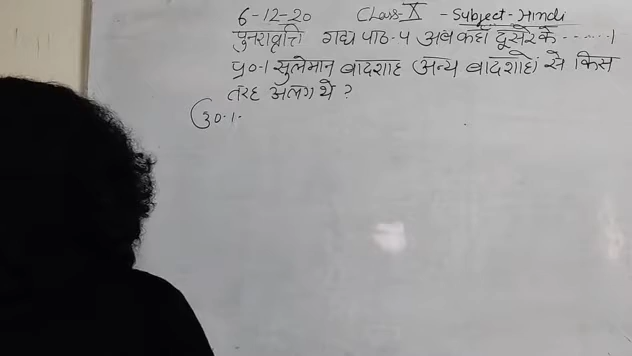 6-12-20 Class-X - Subject - Hindi
पुनरावृत्ति गद्य पाठ-५ अब कहाँ दूसरे के ------।
प्र०-1 सुलेमान बादशाह अन्य बादशाहों से किस
तरह अलग थे ?
उ०-1.